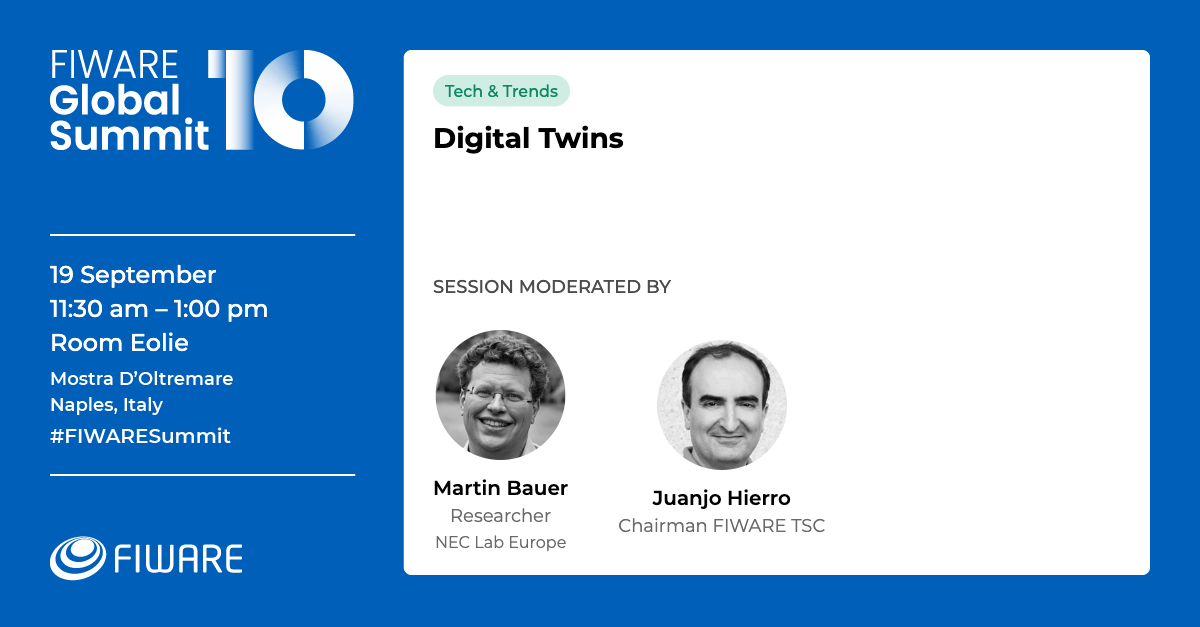 FIWARE
Global
Summit
10
19 September
11:30 am – 1:00 pm
Room Eolie
Mostra D’Oltremare
Naples, Italy
#FIWARESummit
FIWARE
Tech & Trends
Digital Twins
SESSION MODERATED BY
Martin Bauer
Researcher
NEC Lab Europe
Juanjo Hierro
Chairman FIWARE TSC